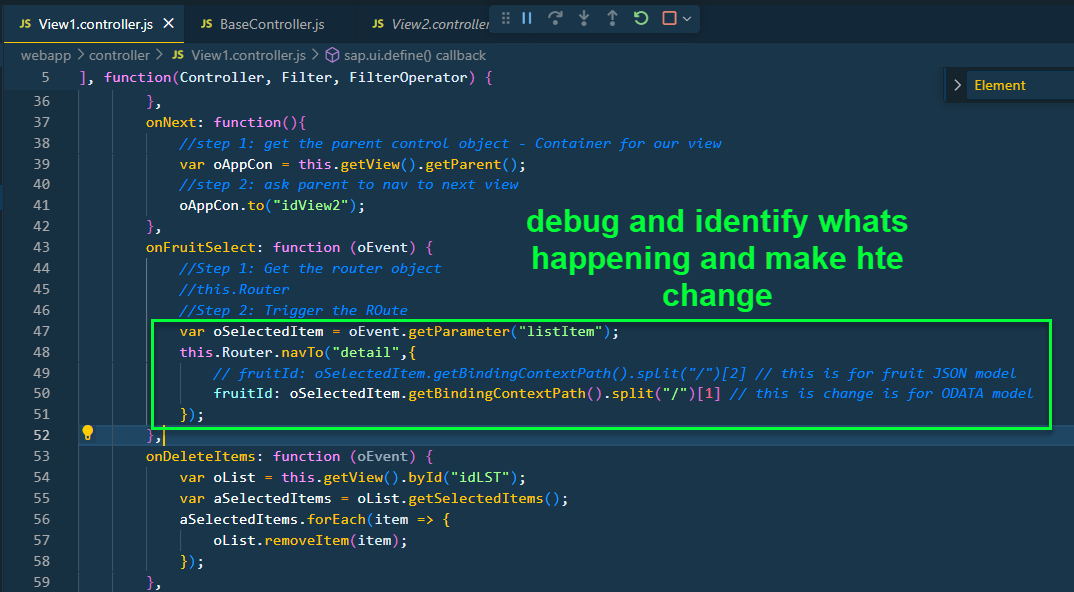 JS View1.controller.js × JS BaseController.js JS View2.controller
webapp > controller > JS View1.controller.js > sap.ui.define() callback
5 ], function(Controller, Filter, FilterOperator) {
> Element
36 },
37 onNext: function(){
38 //step 1: get the parent control object - Container for our view
39 var oAppCon = this.getView().getParent();
40 //step 2: ask parent to nav to next view
41 oAppCon.to("idView2");
42 },
43 onFruitSelect: function (oEvent) {
44 //Step 1: Get the router object
45 //this.Router
46 //Step 2: Trigger the ROute
47 var oSelectedItem = oEvent.getParameter("listItem");
48 this.Router.navTo("detail",{
49 // fruitId: oSelectedItem.getBindingContextPath().split("/")[2] // this is for fruit JSON model
50 fruitId: oSelectedItem.getBindingContextPath().split("/")[1] // this is change is for ODATA model
51 });
52 },
53 onDeleteItems: function (oEvent) {
54 var oList = this.getView().byId("idLST");
55 var aSelectedItems = oList.getSelectedItems();
56 aSelectedItems.forEach(item => {
57 oList.removeItem(item);
58 });
59 },
debug and identify whats
happening and make hte
change